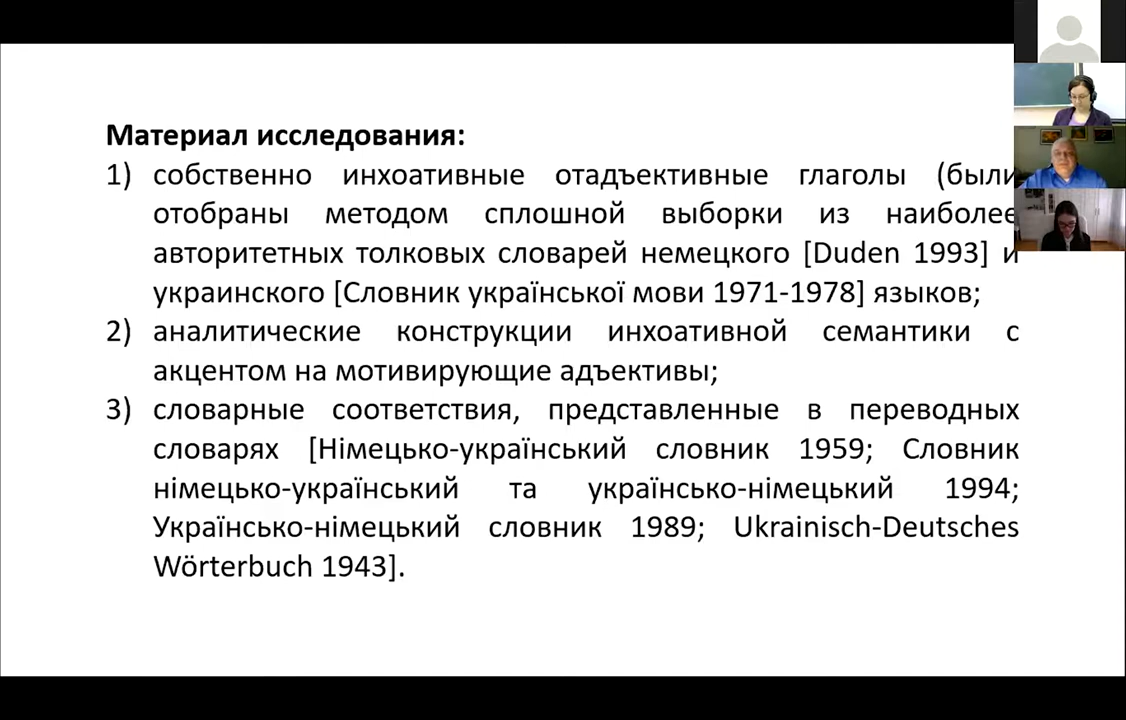 Материал исследования:
1) собственно инхоативные отадъективные глаголы (были
отобраны методом сплошной выборки из наиболее
авторитетных толковых словарей немецкого [Duden 1993] и
украинского [Словник української мови 1971-1978] языков;
2) аналитические конструкции инхоативной семантики с
акцентом на мотивирующие адъективы;
3) словарные соответствия, представленные в переводных
словарях [Німецько-український словник 1959; Словник
німецько-український та українсько-німецький 1994;
Українсько-німецький словник 1989; Ukrainisch-Deutsches
Wörterbuch 1943].